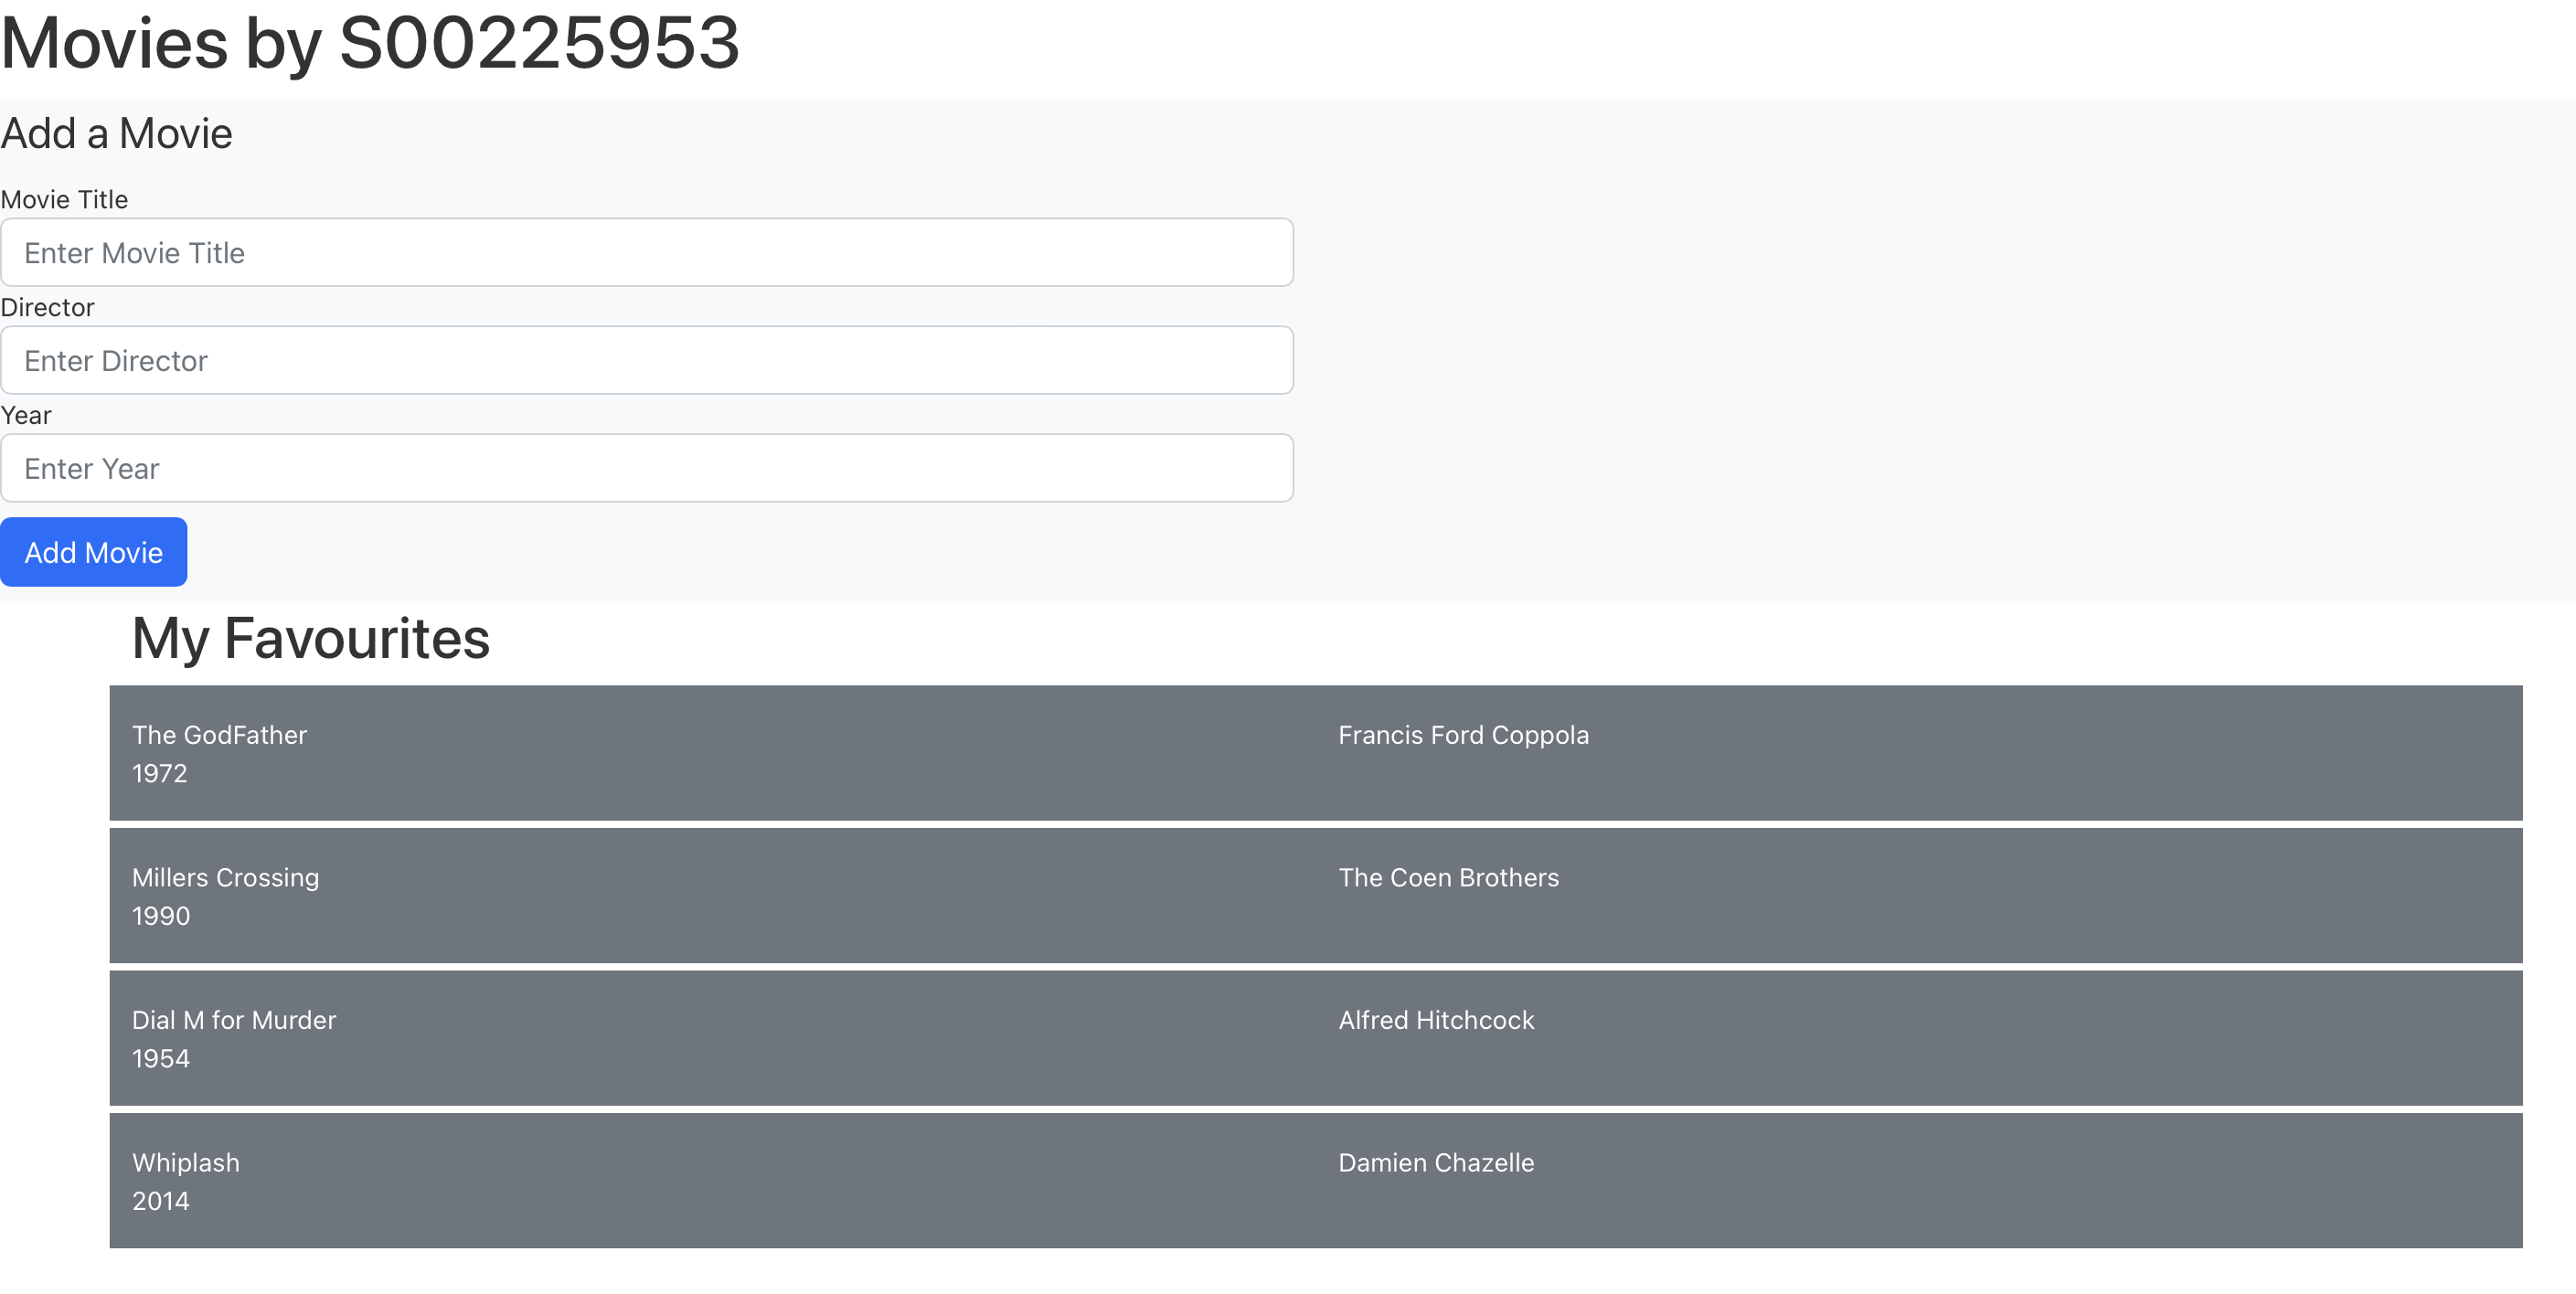 Movies by S00225953
Add a Movie
Movie Title
Enter Movie Title
Director
Enter Director
Year
Enter Year
Add Movie
My Favourites
The GodFather Francis Ford Coppola
1972
Millers Crossing The Coen Brothers
1990
Dial M for Murder Alfred Hitchcock
1954
Whiplash Damien Chazelle
2014